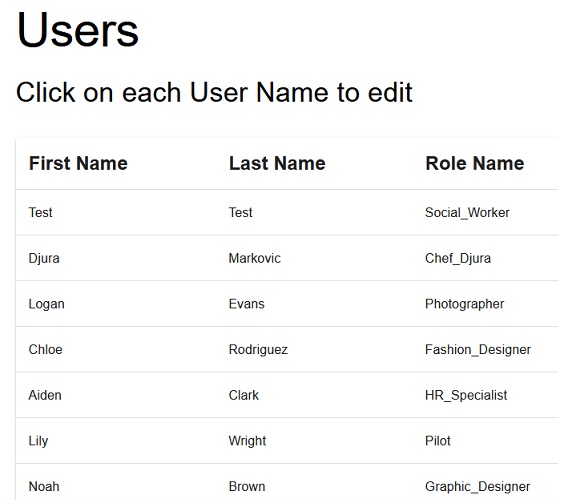 Users
Click on each User Name to edit
First Name Last Name Role Name
Test Test Social_Worker
Djura Markovic Chef_Djura
Logan Evans Photographer
Chloe Rodriguez Fashion_Designer
Aiden Clark HR_Specialist
Lily Wright Pilot
Noah Brown Graphic_Designer